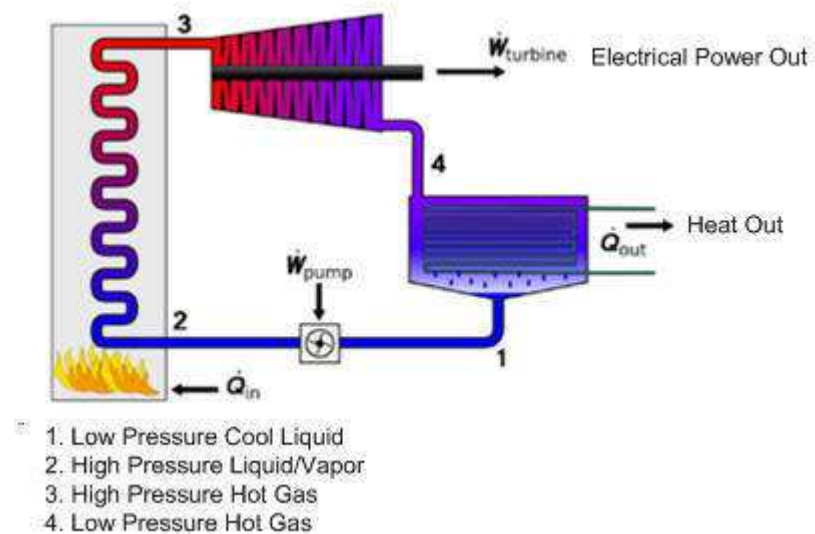 3
Ẇturbine Electrical Power Out
4
Q̇out Heat Out
Ẇpump
2
1
Q̇in
1. Low Pressure Cool Liquid
2. High Pressure Liquid/Vapor
3. High Pressure Hot Gas
4. Low Pressure Hot Gas